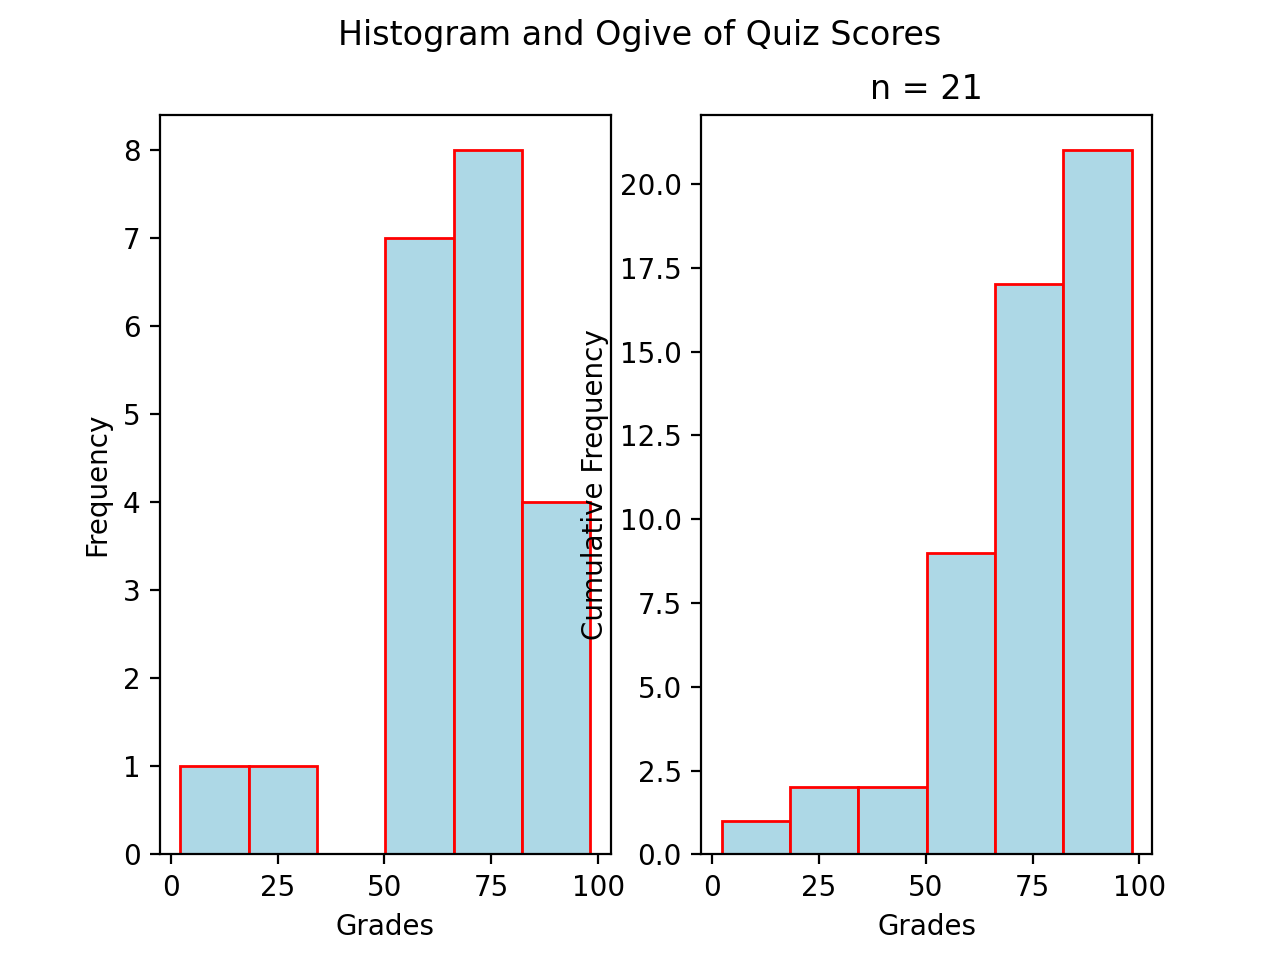 Histogram and Ogive of Quiz Scores
n = 21
8
7
6
5
4
3
2
1
0
Frequency
0 25 50 75 100
Grades
20.0
17.5
15.0
12.5
10.0
7.5
5.0
2.5
0.0
Cumulative Frequency
0 25 50 75 100
Grades